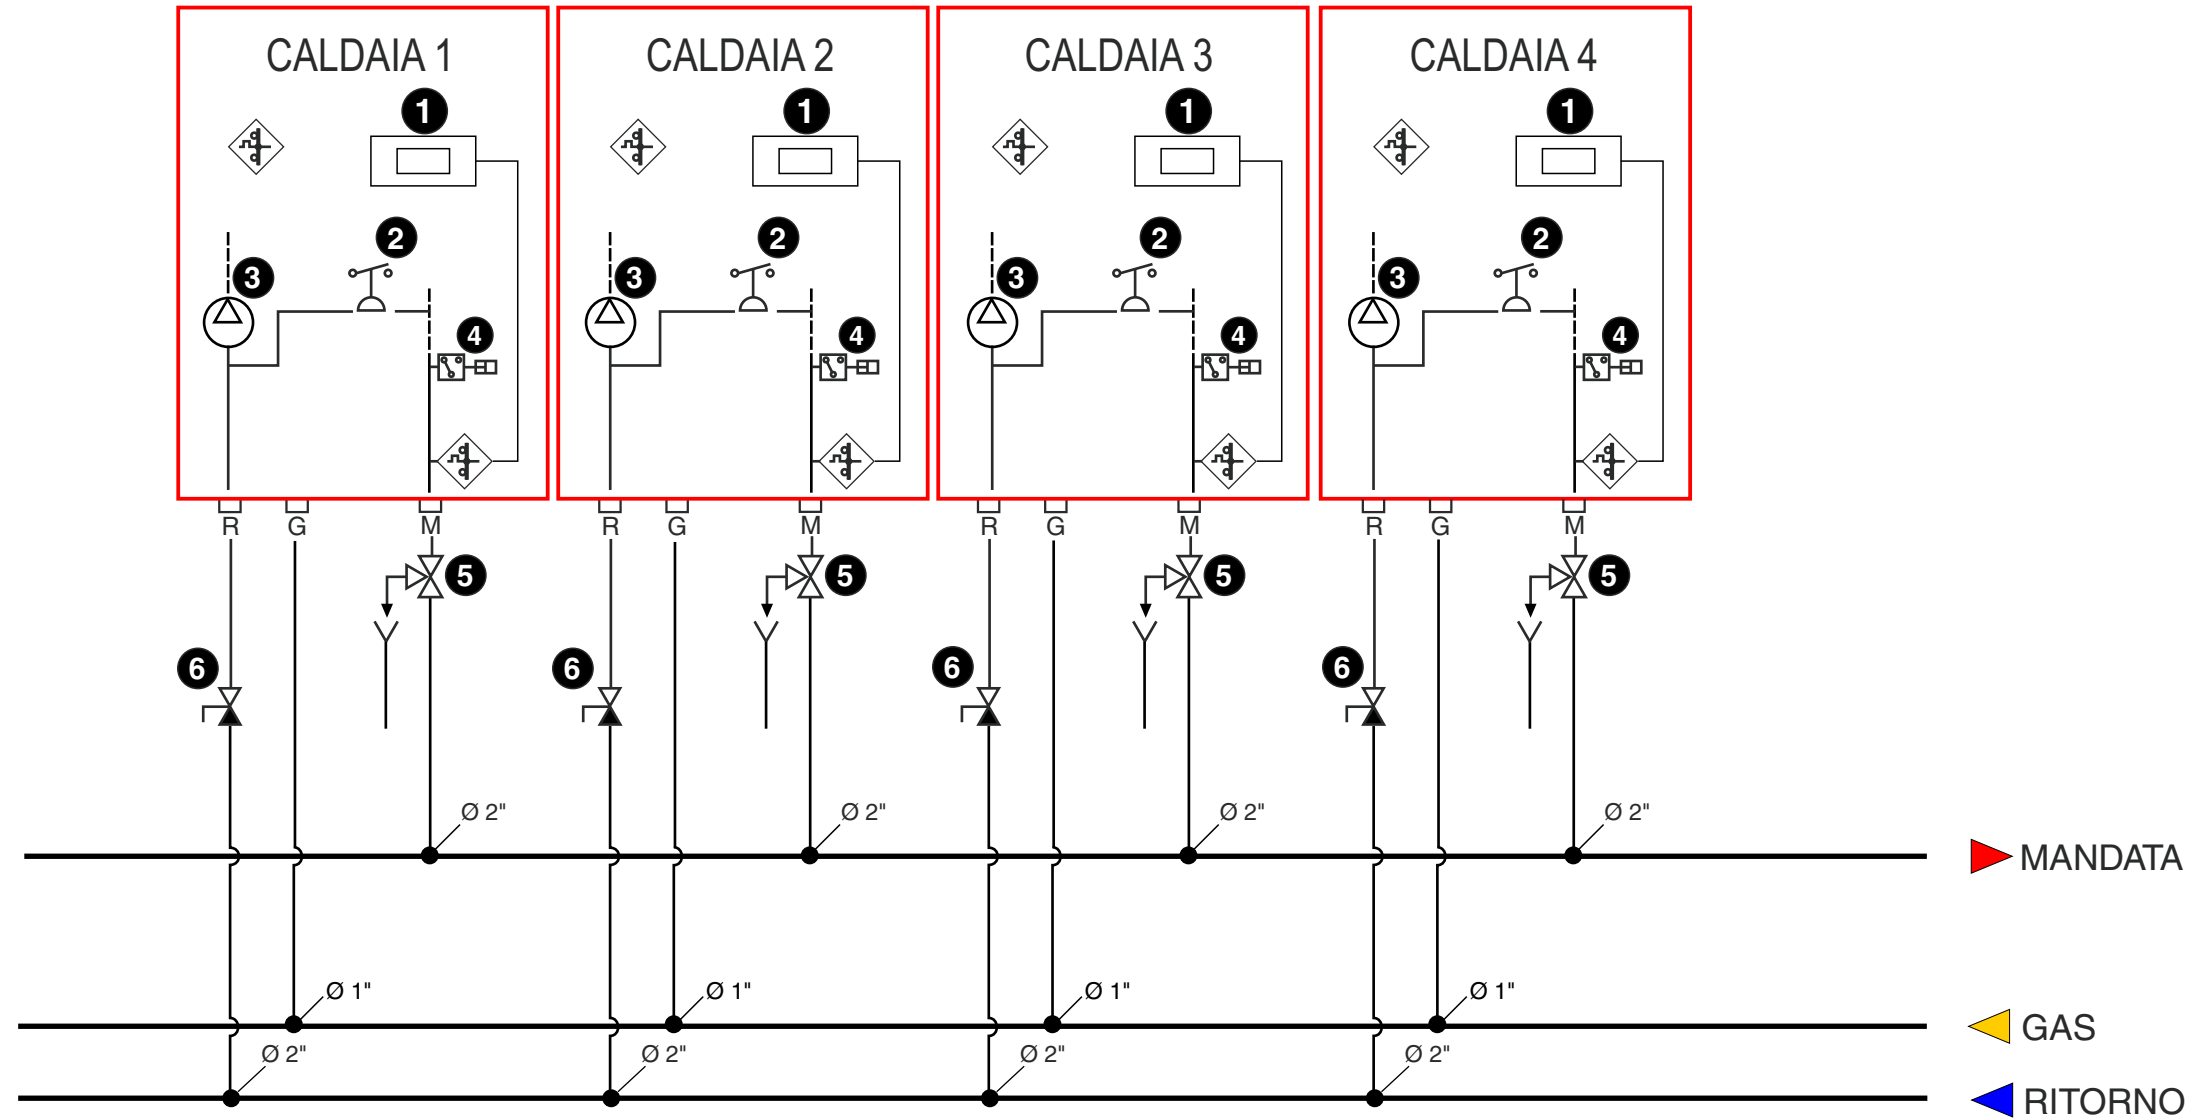 CALDAIA 1 CALDAIA 2 CALDAIA 3 CALDAIA 4
1 1 1 1
2 2 2 2
3 3 3 3
4 4 4 4
R G M R G M R G M R G M
5 5 5 5
6 6 6 6
Ø 2" Ø 2" Ø 2" Ø 2"
MANDATA
Ø 1" Ø 1" Ø 1" Ø 1"
GAS
Ø 2" Ø 2" Ø 2" Ø 2"
RITORNO